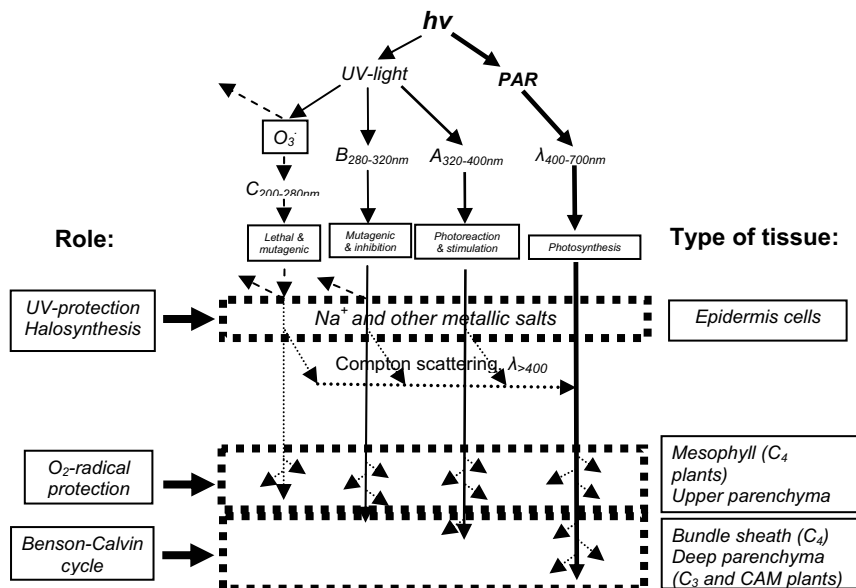 hv
UV-light
PAR
O3·
B280-320nm
A320-400nm
λ400-700nm
C200-280nm
Role:
Type of tissue:
Lethal &
mutagenic
Mutagenic
& inhibition
Photoreaction
& stimulation
Photosynthesis
UV-protection
Halosynthesis
Na+ and other metallic salts
Epidermis cells
Compton scattering, λ>400
O2-radical
protection
Mesophyll (C4
plants)
Upper parenchyma
Benson-Calvin
cycle
Bundle sheath (C4)
Deep parenchyma
(C3 and CAM plants)